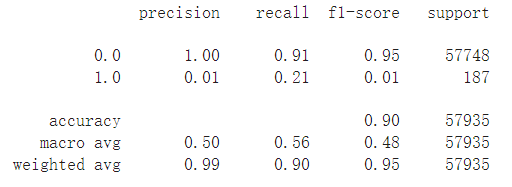 precision recall f1-score support
0.0 1.00 0.91 0.95 57748
1.0 0.01 0.21 0.01 187
accuracy 0.90 57935
macro avg 0.50 0.56 0.48 57935
weighted avg 0.99 0.90 0.95 57935